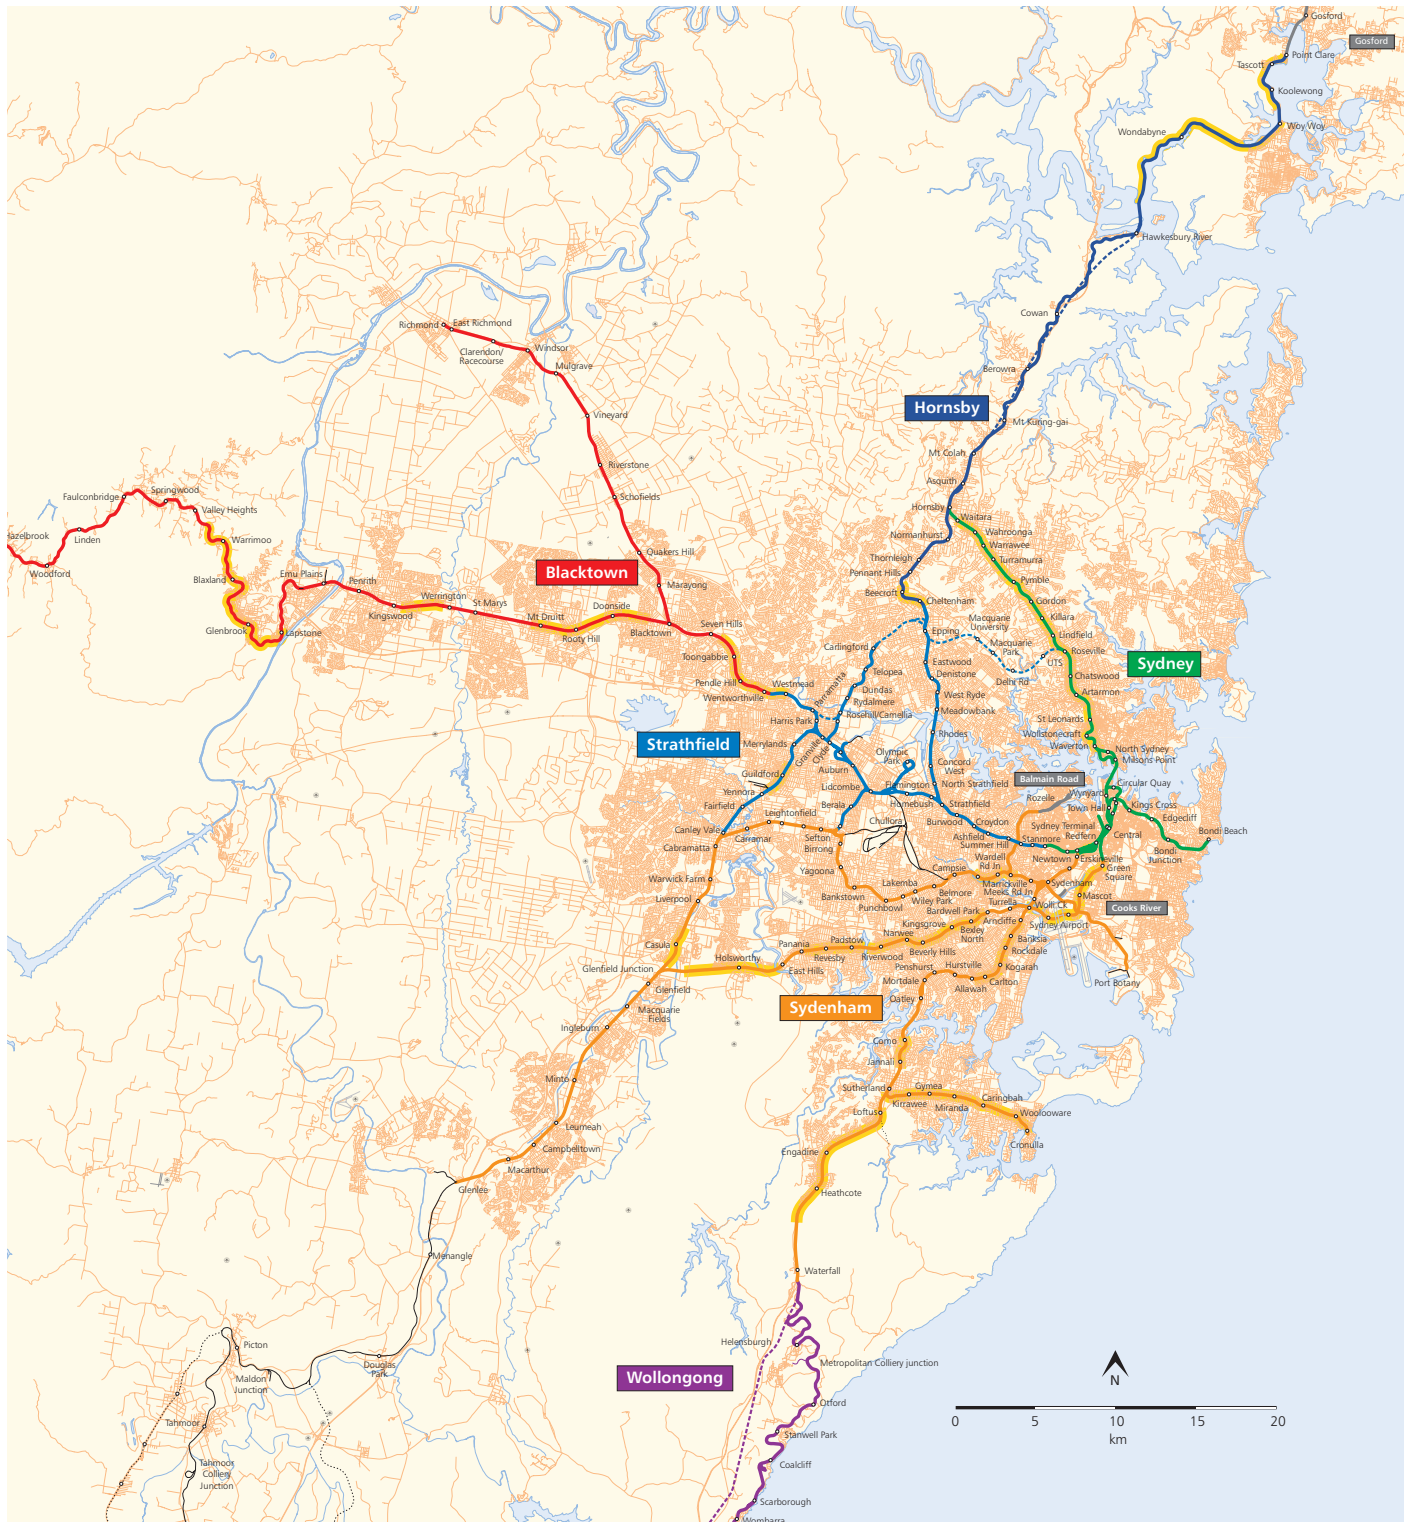 Gosford
Gosford
Point Clare
Tascott
Koolewong
Woy Woy
Wondabyne
Hawkesbury River
Cowan
Berowra
Hornsby
Mt Kuring-gai
Mt Colah
Asquith
Hornsby
Waitara
Normanhurst
Wahroonga
Warrawee
Thornleigh
Turramurra
Pennant Hills
Pymble
Beecroft
Cheltenham
Gordon
Killara
Macquarie
University
Epping
Lindfield
Macquarie
Park
Roseville
UTS
Carlingford
Eastwood
Denistone
Delhi Rd
Chatswood
Sydney
Telopea
Artarmon
Dundas
West Ryde
Rydalmere
Meadowbank
Rosehill/Camellia
St Leonards
Wollstonecraft
Rhodes
Waverton
North Sydney
Milsons Point
Richmond
East Richmond
Clarendon/
Racecourse
Windsor
Mulgrave
Vineyard
Riverstone
Schofields
Quakers Hill
Blacktown
Marayong
Faulconbridge
Springwood
Valley Heights
Hazelbrook
Linden
Woodford
Warrimoo
Blaxland
Emu Plains
Penrith
Glenbrook
Lapstone
Kingswood
Werrington
St Marys
Mt Druitt
Rooty Hill
Doonside
Blacktown
Seven Hills
Toongabbie
Pendle Hill
Wentworthville
Westmead
Parramatta
Harris Park
Strathfield
Merrylands
Granville
Clyde
Auburn
Olympic
Park
Concord
West
Guildford
Yennora
Lidcombe
Flemington
North Strathfield
Homebush
Strathfield
Fairfield
Leightonfield
Berala
Chullora
Burwood
Croydon
Canley Vale
Carramar
Sefton
Birrong
Cabramatta
Yagoona
Ashfield
Summer Hill
Balmain Road
Rozelle
Wynyard
Circular Quay
Town Hall
Kings Cross
Edgecliff
Sydney Terminal
Redfern
Central
Bondi Beach
Bondi
Junction
Stanmore
Newtown
Erskineville
Green
Square
Wardell
Rd Jn
Campsie
Marrickville
Meeks Rd Jn
Sydenham
Mascot
Warwick Farm
Liverpool
Bankstown
Lakemba
Punchbowl
Wiley Park
Belmore
Turrella
Wolli Ck
Cooks River
Bardwell Park
Kingsgrove
Bexley
North
Arncliffe
Sydney Airport
Casula
Panania
Padstow
Narwee
Beverly Hills
Banksia
Rockdale
Holsworthy
East Hills
Revesby
Riverwood
Glenfield Junction
Penshurst
Hurstville
Kogarah
Glenfield
Mortdale
Allawah
Carlton
Port Botany
Macquarie
Fields
Sydenham
Oatley
Ingleburn
Como
Jannali
Minto
Sutherland
Gymea
Kirrawee
Miranda
Caringbah
Woolooware
Loftus
Cronulla
Leumeah
Campbelltown
Engadine
Macarthur
Glenlee
Heathcote
Menangle
Waterfall
Helensburgh
Picton
Douglas
Park
Maldon
Junction
Metropolitan Colliery junction
Wollongong
N
Otford
0 5 10 15 20
km
Tahmoor
Stanwell Park
Tahmoor
Colliery
Junction
Coalcliff
Scarborough
Wombarra